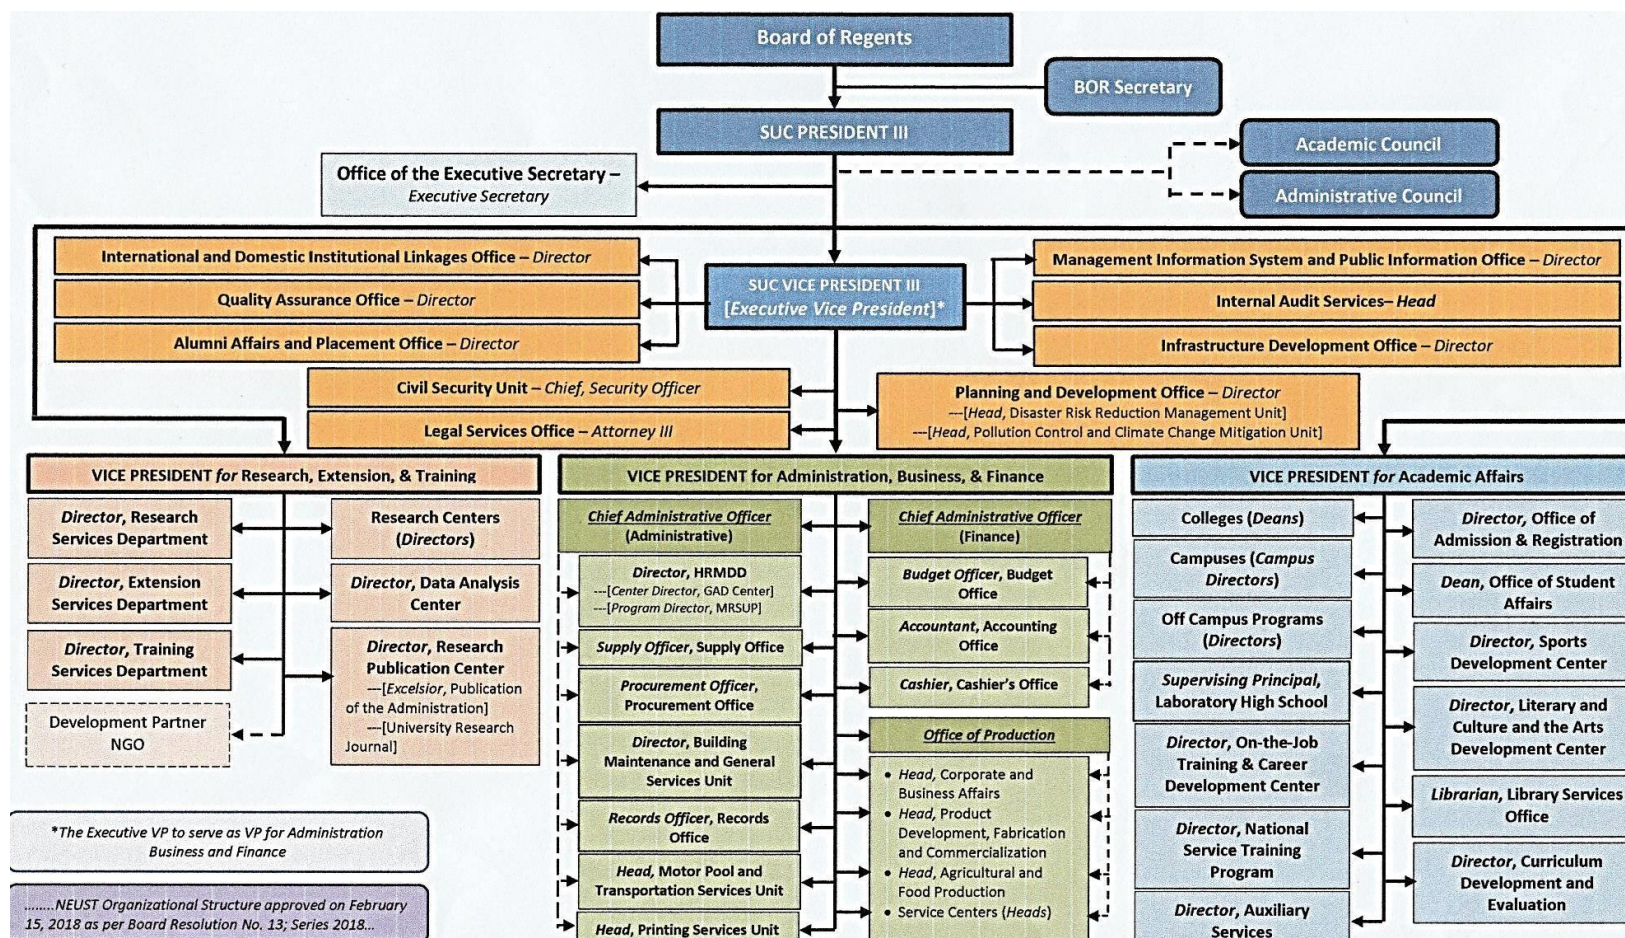 Board of Regents
BOR Secretary
SUC PRESIDENT III
Academic Council
Administrative Council
Office of the Executive Secretary –
Executive Secretary
International and Domestic Institutional Linkages Office – Director
Quality Assurance Office – Director
Alumni Affairs and Placement Office – Director
SUC VICE PRESIDENT III
[Executive Vice President]*
Management Information System and Public Information Office – Director
Internal Audit Services– Head
Infrastructure Development Office – Director
Civil Security Unit – Chief, Security Officer
Legal Services Office – Attorney III
Planning and Development Office – Director
---[Head, Disaster Risk Reduction Management Unit]
---[Head, Pollution Control and Climate Change Mitigation Unit]
VICE PRESIDENT for Research, Extension, & Training
Director, Research
Services Department
Director, Extension
Services Department
Director, Training
Services Department
Development Partner
NGO
Research Centers
(Directors)
Director, Data Analysis
Center
Director, Research
Publication Center
---[Excelsior, Publication
of the Administration]
---[University Research
Journal]
VICE PRESIDENT for Administration, Business, & Finance
Chief Administrative Officer
(Administrative)
Director, HRMDD
---[Center Director, GAD Center]
---[Program Director, MRSUP]
Supply Officer, Supply Office
Procurement Officer,
Procurement Office
Director, Building
Maintenance and General
Services Unit
Records Officer, Records
Office
Head, Motor Pool and
Transportation Services Unit
Head, Printing Services Unit
Chief Administrative Officer
(Finance)
Budget Officer, Budget
Office
Accountant, Accounting
Office
Cashier, Cashier's Office
Office of Production
• Head, Corporate and
Business Affairs
• Head, Product
Development, Fabrication
and Commercialization
• Head, Agricultural and
Food Production
• Service Centers (Heads)
VICE PRESIDENT for Academic Affairs
Colleges (Deans)
Campuses (Campus
Directors)
Off Campus Programs
(Directors)
Supervising Principal,
Laboratory High School
Director, On-the-Job
Training & Career
Development Center
Director, National
Service Training
Program
Director, Auxiliary
Services
Director, Office of
Admission & Registration
Dean, Office of Student
Affairs
Director, Sports
Development Center
Director, Literary and
Culture and the Arts
Development Center
Librarian, Library Services
Office
Director, Curriculum
Development and
Evaluation
*The Executive VP to serve as VP for Administration
Business and Finance
........NEUST Organizational Structure approved on February
15, 2018 as per Board Resolution No. 13; Series 2018...